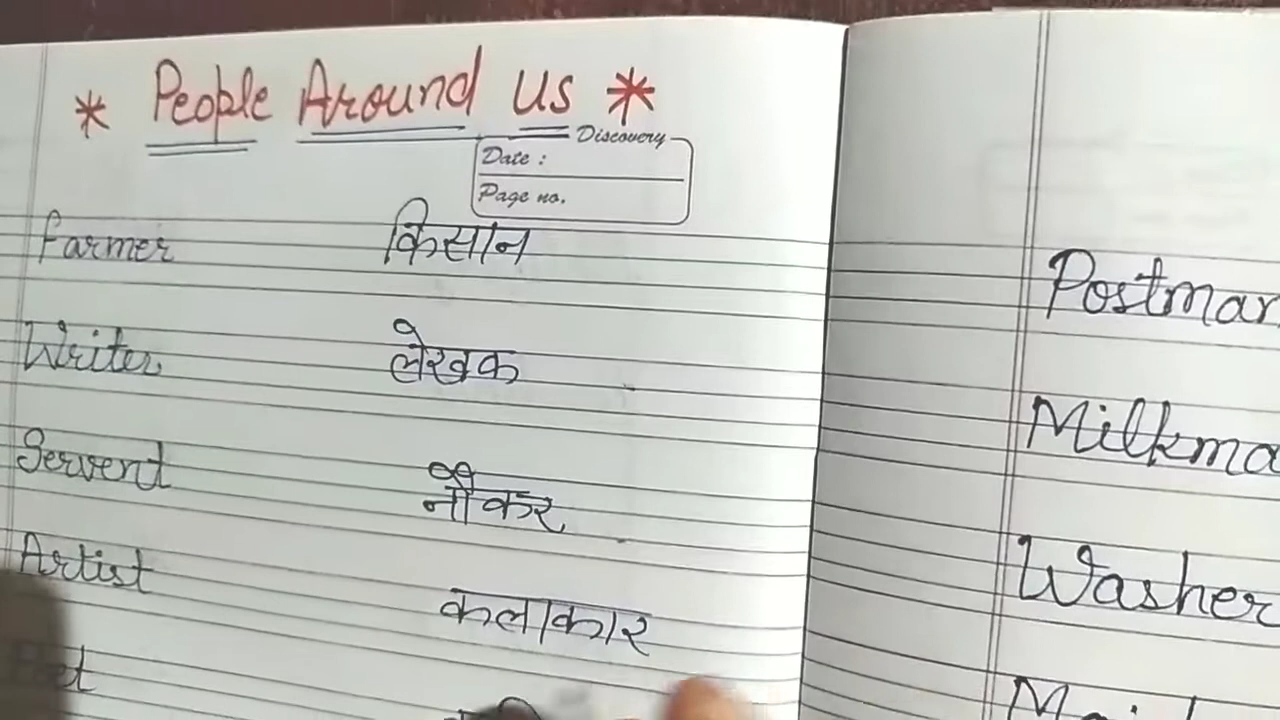 * People Around us *
Discovery
Date :
Page no.
Farmer किसान
Writer लेखक
Servent नौकर
Artist कलाकार
Postman
Milkma
Washer